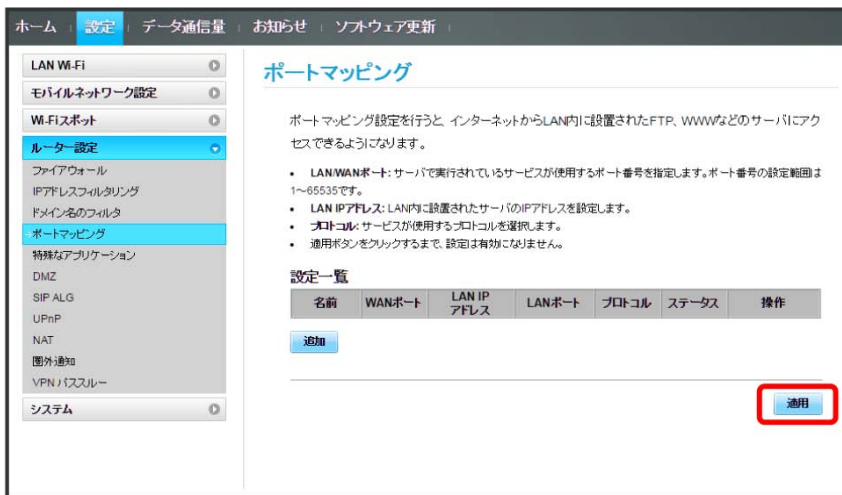 ホーム 設定 データ通信量 お知らせ ソフトウェア更新
LAN Wi-Fi
モバイルネットワーク設定
Wi-Fiスポット
ルーター設定
ファイアウォール
IPアドレスフィルタリング
ドメイン名のフィルタ
ポートマッピング
特殊なアプリケーション
DMZ
SIP ALG
UPnP
NAT
圏外通知
VPN パススルー
システム
ポートマッピング
ポートマッピング設定を行うと、インターネットからLAN内に設置されたFTP、WWWなどのサーバにアク
セスできるようになります。
• LAN/WANポート: サーバで実行されているサービスが使用するポート番号を指定します。ポート番号の設定範囲は
1～65535です。
• LAN IPアドレス: LAN内に設置されたサーバのIPアドレスを設定します。
• プロトコル: サービスが使用するプロトコルを選択します。
• 適用ボタンをクリックするまで、設定は有効になりません。
設定一覧
名前 WANポート LAN IP アドレス LANポート プロトコル ステータス 操作
追加
適用